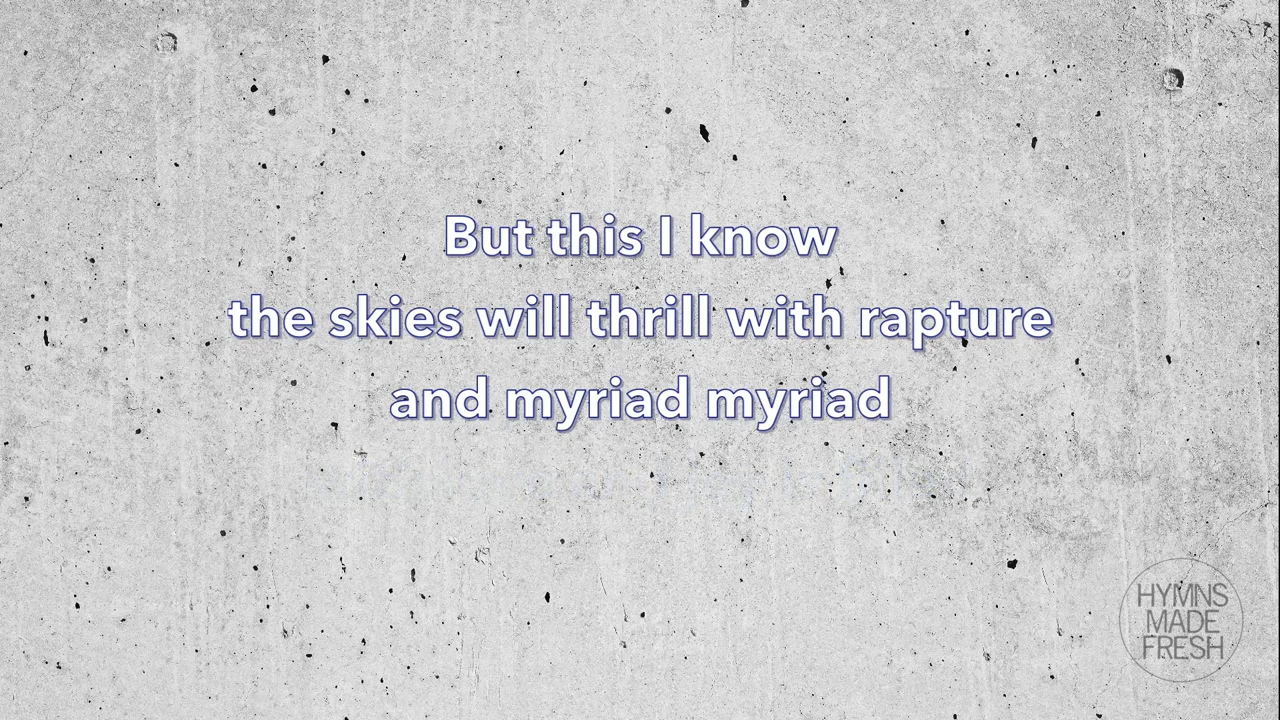 But this I know
the skies will thrill with rapture
and myriad myriad
HYMNS
MADE
FRESH